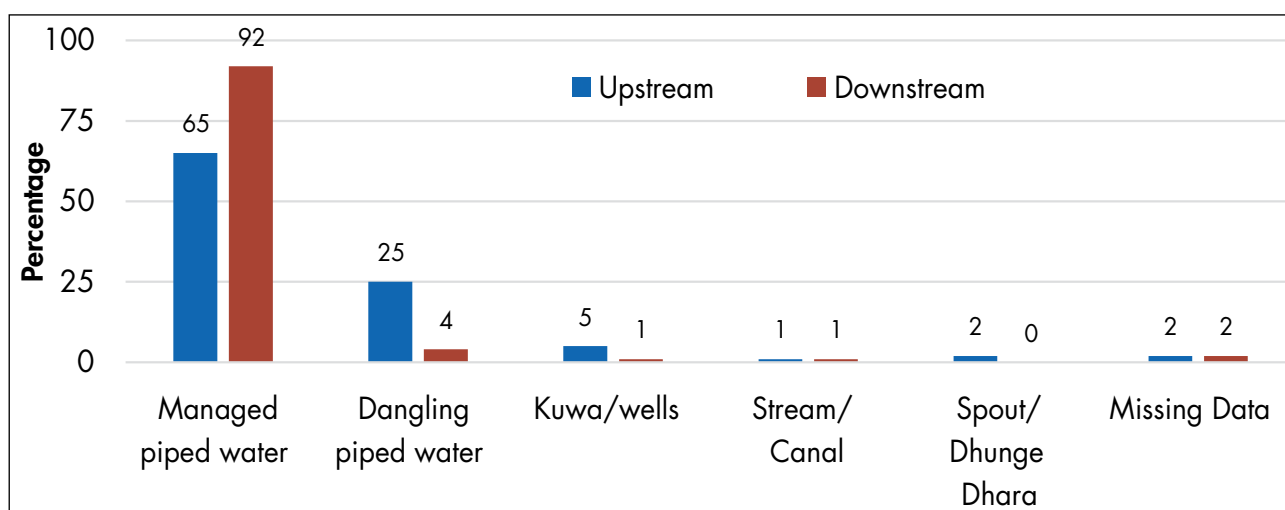 100
75
50
25
0
Percentage
Upstream
Downstream
65
92
25
4
5
1
1
1
2
0
2
2
Managed
piped water
Dangling
piped water
Kuwa/wells
Stream/
Canal
Spout/
Dhunge
Dhara
Missing Data